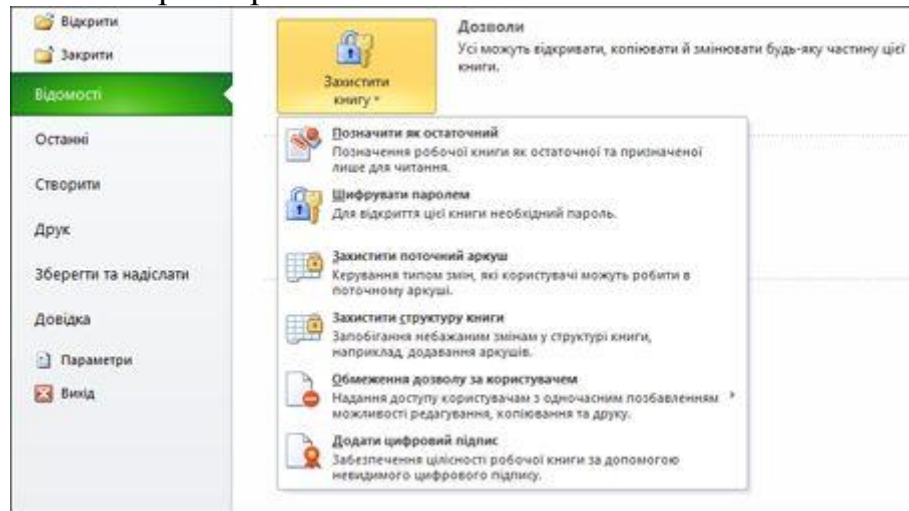 Відкрити
Закрити
Відомості
Останні
Створити
Друк
Зберегти та надіслати
Довідка
Параметри
Вихід
Захистити
книгу
Дозволи
Усі можуть відкривати, копіювати й змінювати будь-яку частину цієї
книги.
Позначити як остаточний
Позначення робочої книги як остаточної та призначеної
лише для читання.
Шифрувати паролем
Для відкриття цієї книги необхідний пароль.
Захистити поточний аркуш
Керування типом змін, які користувачі можуть робити в
поточному аркуші.
Захистити структуру книги
Запобігання небажаним змінам у структурі книги,
наприклад, додавання аркушів.
Обмеження дозволу за користувачем
Надання доступу користувачам з одночасним позбавленням
можливості редагування, копіювання та друку.
Додати цифровий підпис
Забезпечення цілісності робочої книги за допомогою
невидимого цифрового підпису.